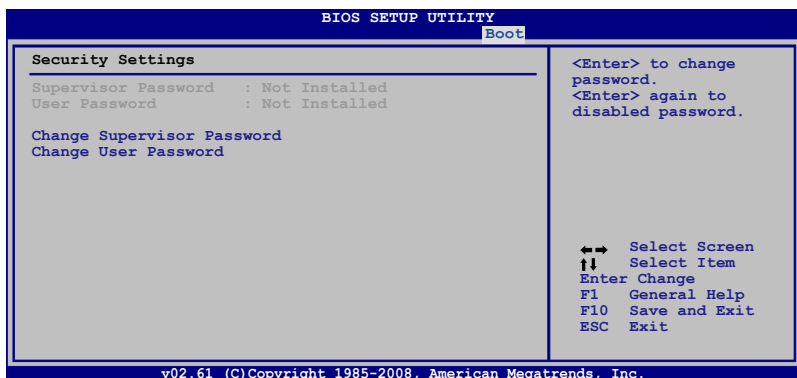 BIOS SETUP UTILITY
Boot
Security Settings
Supervisor Password : Not Installed
User Password : Not Installed
Change Supervisor Password
Change User Password
<Enter> to change
password.
<Enter> again to
disabled password.
←→ Select Screen
↑↓ Select Item
Enter Change
F1 General Help
F10 Save and Exit
ESC Exit
v02.61 (C)Copyright 1985-2008, American Megatrends, Inc.